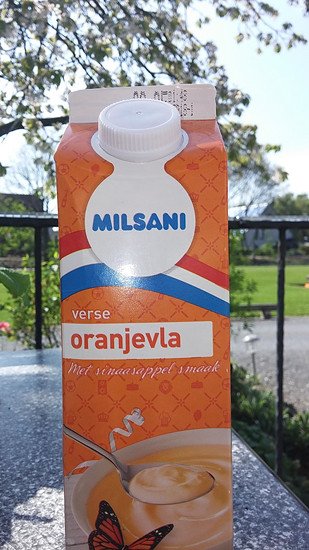 MILSANI
verse
oranjevla
Met sinaasappel smaak